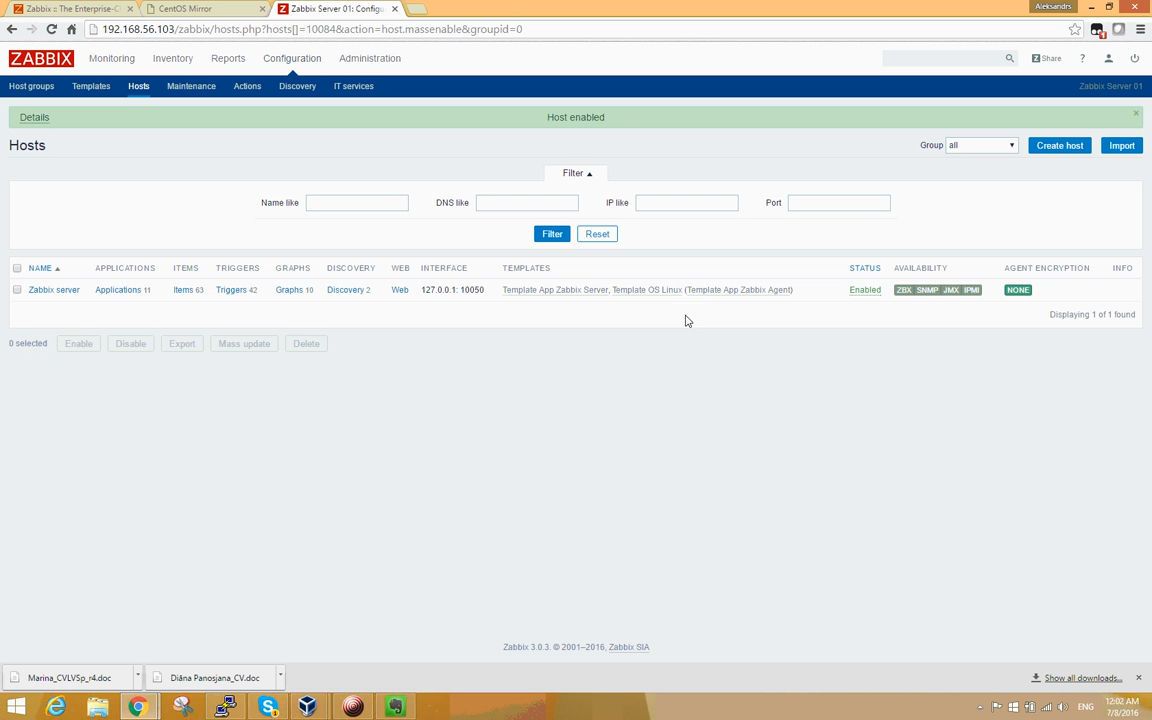 Zabbix :: The Enterprise-C
CentOS Mirror
Zabbix Server 01: Configu
Aleksandrs
192.168.56.103/zabbix/hosts.php?hosts[]=10084&action=host.massenable&groupid=0
ZABBIX
Monitoring
Inventory
Reports
Configuration
Administration
Z Share
?
Host groups
Templates
Hosts
Maintenance
Actions
Discovery
IT services
Zabbix Server 01
Details
Host enabled
Hosts
Group
all
Create host
Import
Filter ▲
Name like
DNS like
IP like
Port
Filter
Reset
NAME ▲ APPLICATIONS ITEMS TRIGGERS GRAPHS DISCOVERY WEB INTERFACE TEMPLATES STATUS AVAILABILITY AGENT ENCRYPTION INFO
Zabbix server Applications 11 Items 63 Triggers 42 Graphs 10 Discovery 2 Web 127.0.0.1: 10050 Template App Zabbix Server, Template OS Linux (Template App Zabbix Agent) Enabled ZBX SNMP JMX IPMI NONE
Displaying 1 of 1 found
0 selected
Enable
Disable
Export
Mass update
Delete
Zabbix 3.0.3. © 2001–2016, Zabbix SIA
Marina_CVLVSp_r4.doc
Diāna Panosjana_CV.doc
Show all downloads...
ENG
12:02 AM
7/8/2016